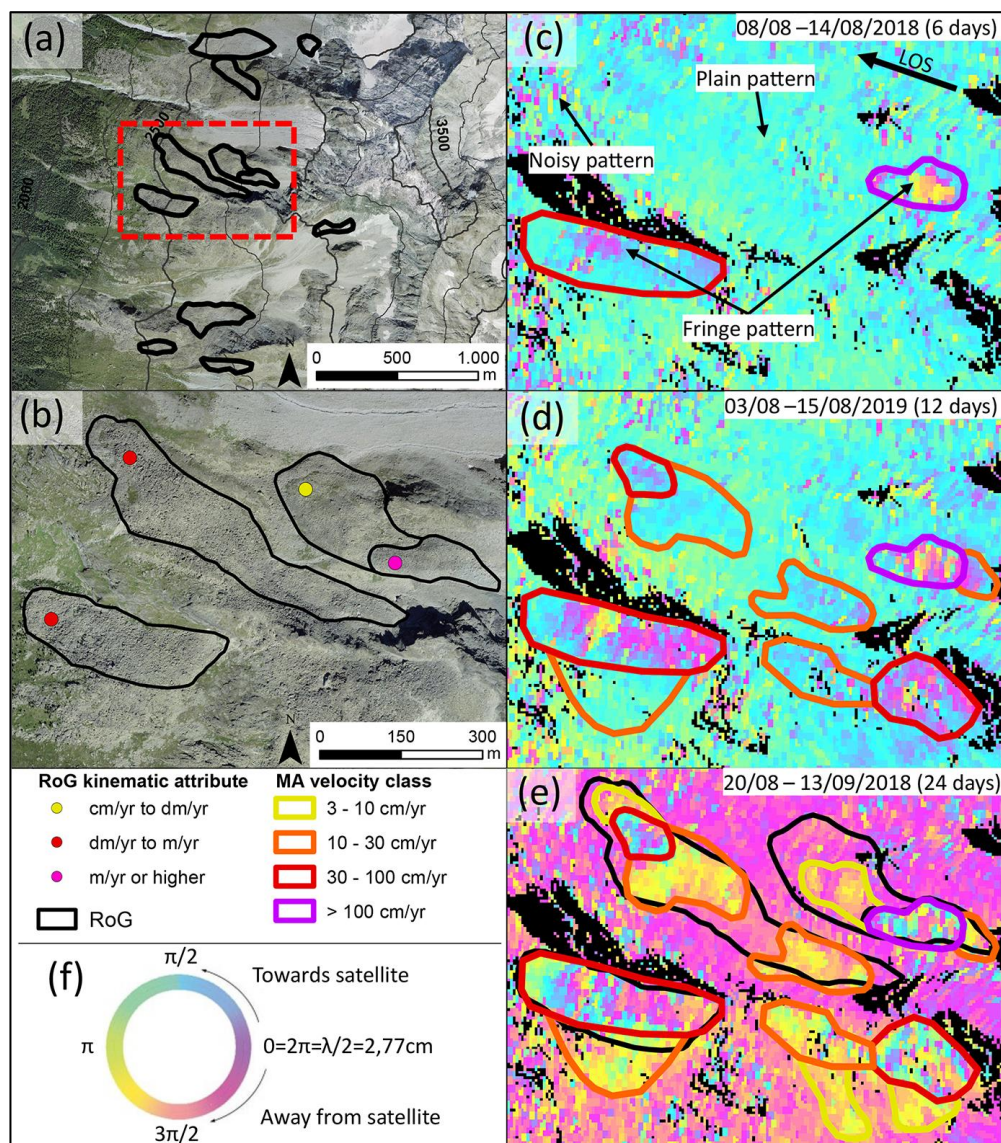 (a)
2500
3500
2000
N
0 500 1.000
m
(b)
N
0 150 300
m
RoG kinematic attribute
cm/yr to dm/yr
dm/yr to m/yr
m/yr or higher
RoG
MA velocity class
3 - 10 cm/yr
10 - 30 cm/yr
30 - 100 cm/yr
> 100 cm/yr
(f)
π/2
Towards satellite
π
0=2π=λ/2=2,77cm
Away from satellite
3π/2
(c)
08/08 –14/08/2018 (6 days)
LOS
Plain pattern
Noisy pattern
Fringe pattern
(d)
03/08 –15/08/2019 (12 days)
(e)
20/08 – 13/09/2018 (24 days)